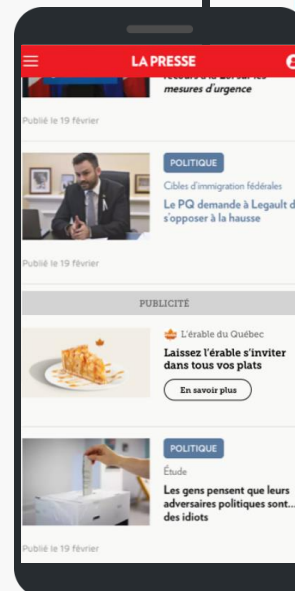 LA PRESSE
mesures d'urgence
Publié le 19 février
POLITIQUE
Cibles d'immigration fédérales
Le PQ demande à Legault d
s'opposer à la hausse
Publié le 19 février
PUBLICITÉ
L'érable du Québec
Laissez l'érable s'inviter
dans tous vos plats
En savoir plus
POLITIQUE
Étude
Les gens pensent que leurs
adversaires politiques sont...
des idiots
Publié le 19 février